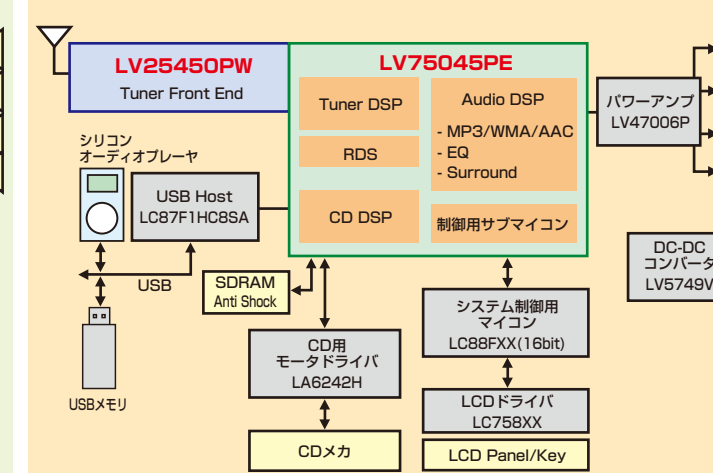 LV25450PW
Tuner Front End
LV75045PE
Tuner DSP
RDS
CD DSP
Audio DSP
- MP3/WMA/AAC
- EQ
- Surround
制御用サブマイコン
パワーアンプ
LV47006P
シリコン
オーディオプレーヤ
USB Host
LC87F1HC8SA
USB
USBメモリ
SDRAM
Anti Shock
CD用
モータドライバ
LA6242H
CDメカ
システム制御用
マイコン
LC88FXX(16bit)
LCDドライバ
LC758XX
LCD Panel/Key
DC-DC
コンバータ
LV5749V